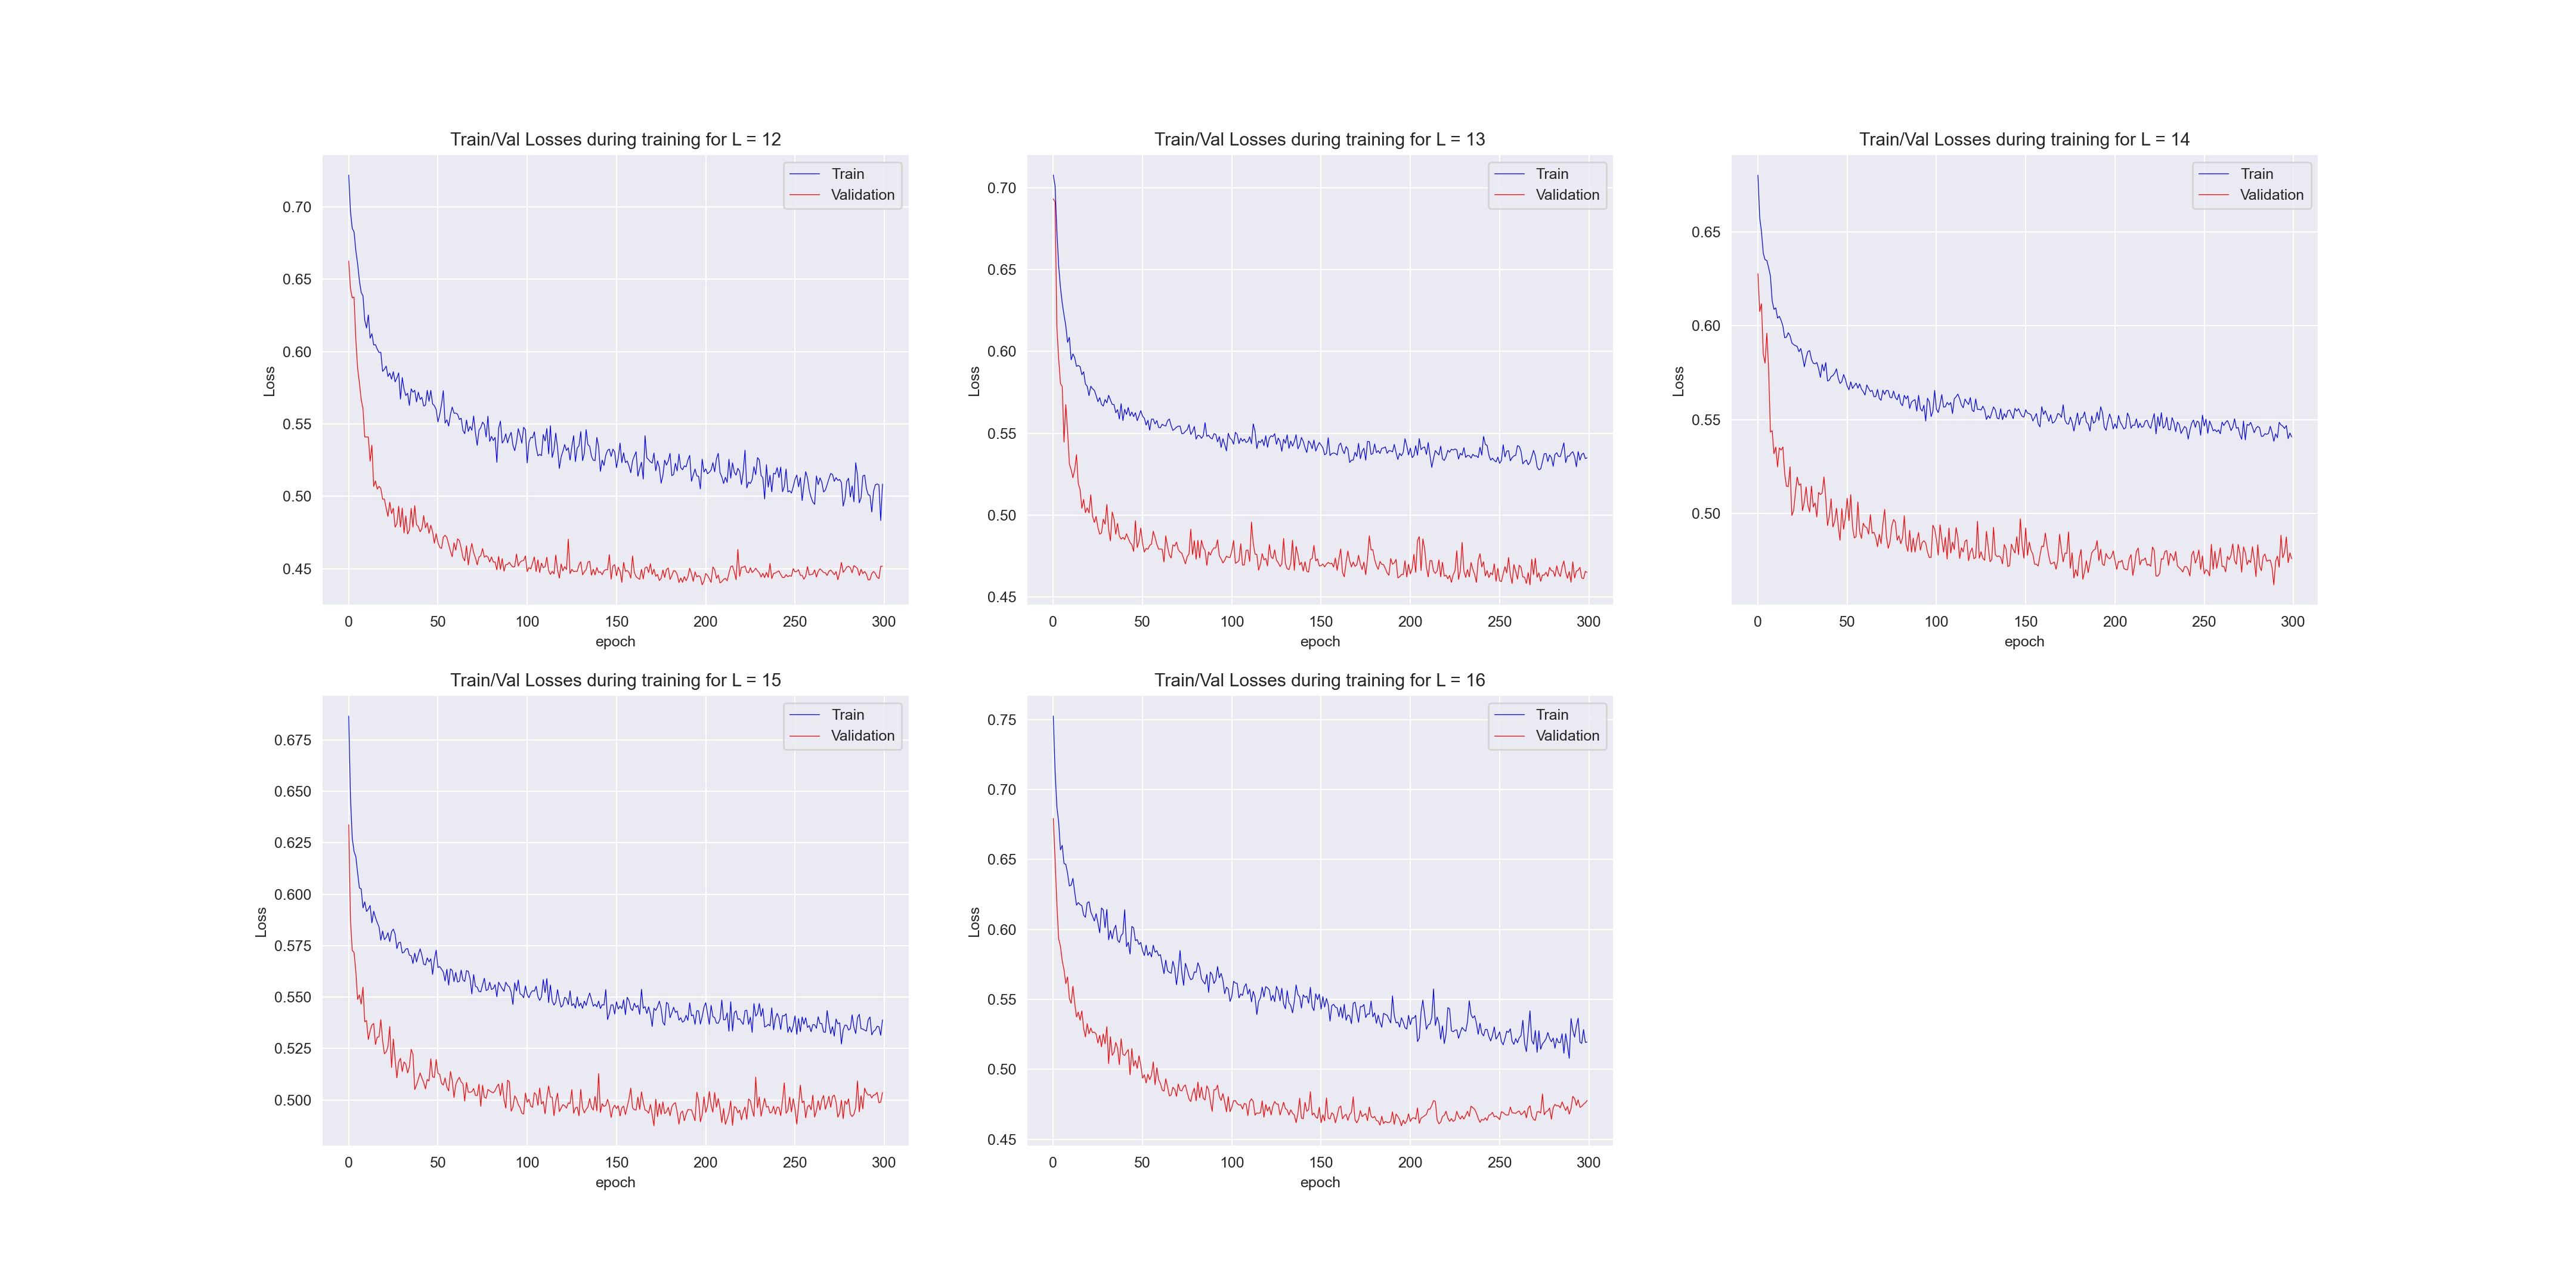 Train/Val Losses during training for L = 12
Train
Validation
0.70
0.65
0.60
0.55
0.50
0.45
Loss
0 50 100 150 200 250 300
epoch
Train/Val Losses during training for L = 13
Train
Validation
0.70
0.65
0.60
0.55
0.50
0.45
Loss
0 50 100 150 200 250 300
epoch
Train/Val Losses during training for L = 14
Train
Validation
0.65
0.60
0.55
0.50
Loss
0 50 100 150 200 250 300
epoch
Train/Val Losses during training for L = 15
Train
Validation
0.675
0.650
0.625
0.600
0.575
0.550
0.525
0.500
Loss
0 50 100 150 200 250 300
epoch
Train/Val Losses during training for L = 16
Train
Validation
0.75
0.70
0.65
0.60
0.55
0.50
0.45
Loss
0 50 100 150 200 250 300
epoch